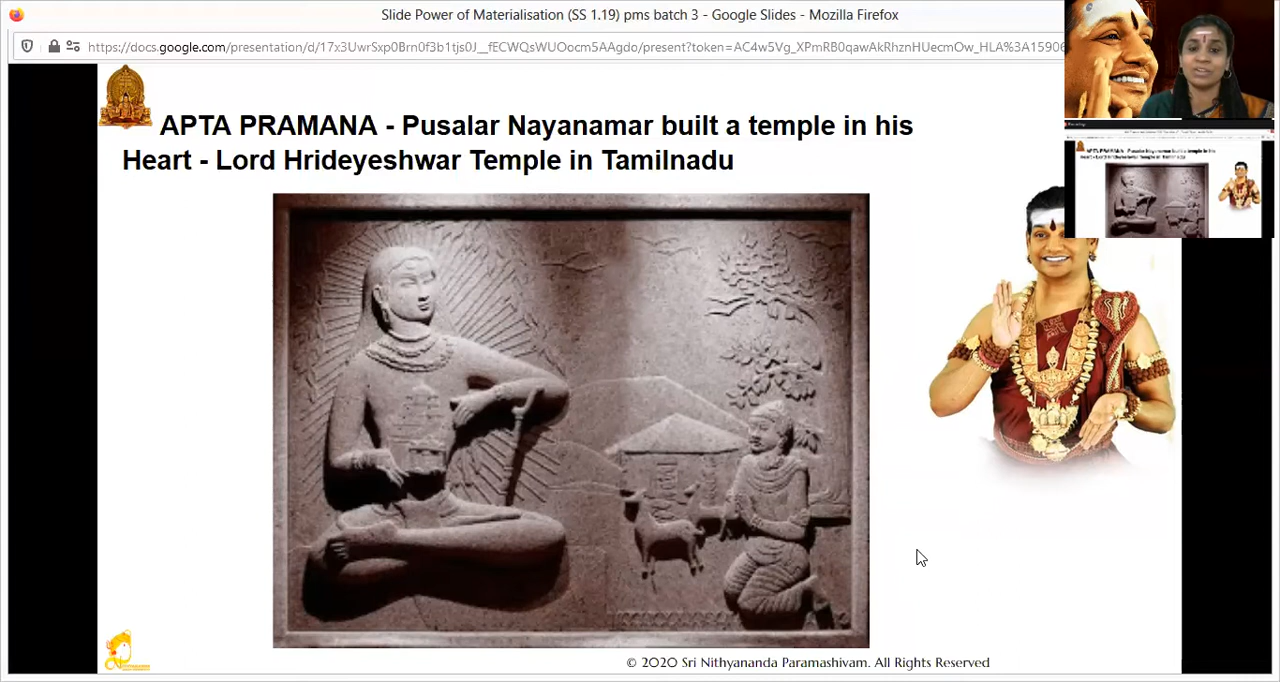 Slide Power of Materialisation (SS 1.19) pms batch 3 - Google Slides - Mozilla Firefox
APTA PRAMANA - Pusalar Nayanamar built a temple in his
Heart - Lord Hrideyeshwar Temple in Tamilnadu
© 2020 Sri Nithyananda Paramashivam. All Rights Reserved